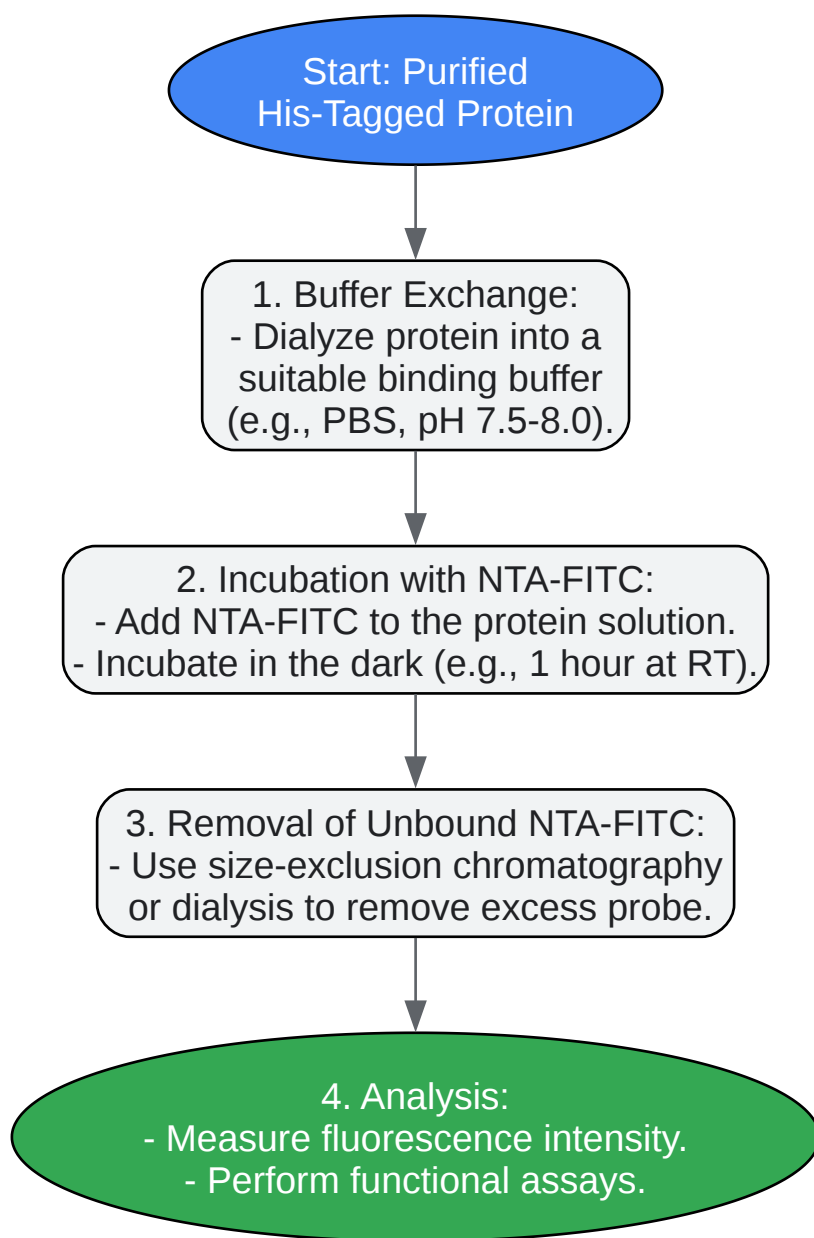 Start: Purified
His-Tagged Protein
1. Buffer Exchange:
- Dialyze protein into a
suitable binding buffer
(e.g., PBS, pH 7.5-8.0).
2. Incubation with NTA-FITC:
- Add NTA-FITC to the protein solution.
- Incubate in the dark (e.g., 1 hour at RT).
3. Removal of Unbound NTA-FITC:
- Use size-exclusion chromatography
or dialysis to remove excess probe.
4. Analysis:
- Measure fluorescence intensity.
- Perform functional assays.